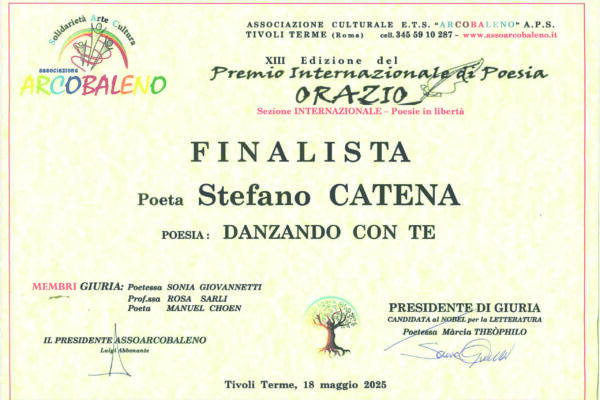 Solidarietà Arte Cultura
associazione
ARCOBALENO
ASSOCIAZIONE CULTURALE E.T.S. "ARCOBALENO" A.P.S.
TIVOLI TERME (Roma) cell. 345 59 10 287 - www.assoarcobaleno.it
XIII Edizione del
Premio Internazionale di Poesia
ORAZIO
Sezione INTERNAZIONALE – Poesie in libertà
FINALISTA
Poeta Stefano CATENA
POESIA: DANZANDO CON TE
MEMBRI GIURIA: Poetessa SONIA GIOVANNETTI
Prof.ssa ROSA SARLI
Poeta MANUEL CHOEN
PRESIDENTE DI GIURIA
CANDIDATA al NOBEL per la LETTERATURA
Poetessa Màrcia THEÒPHILO
IL PRESIDENTE ASSOARCOBALENO
Luigi Abbonante
Tivoli Terme, 18 maggio 2025